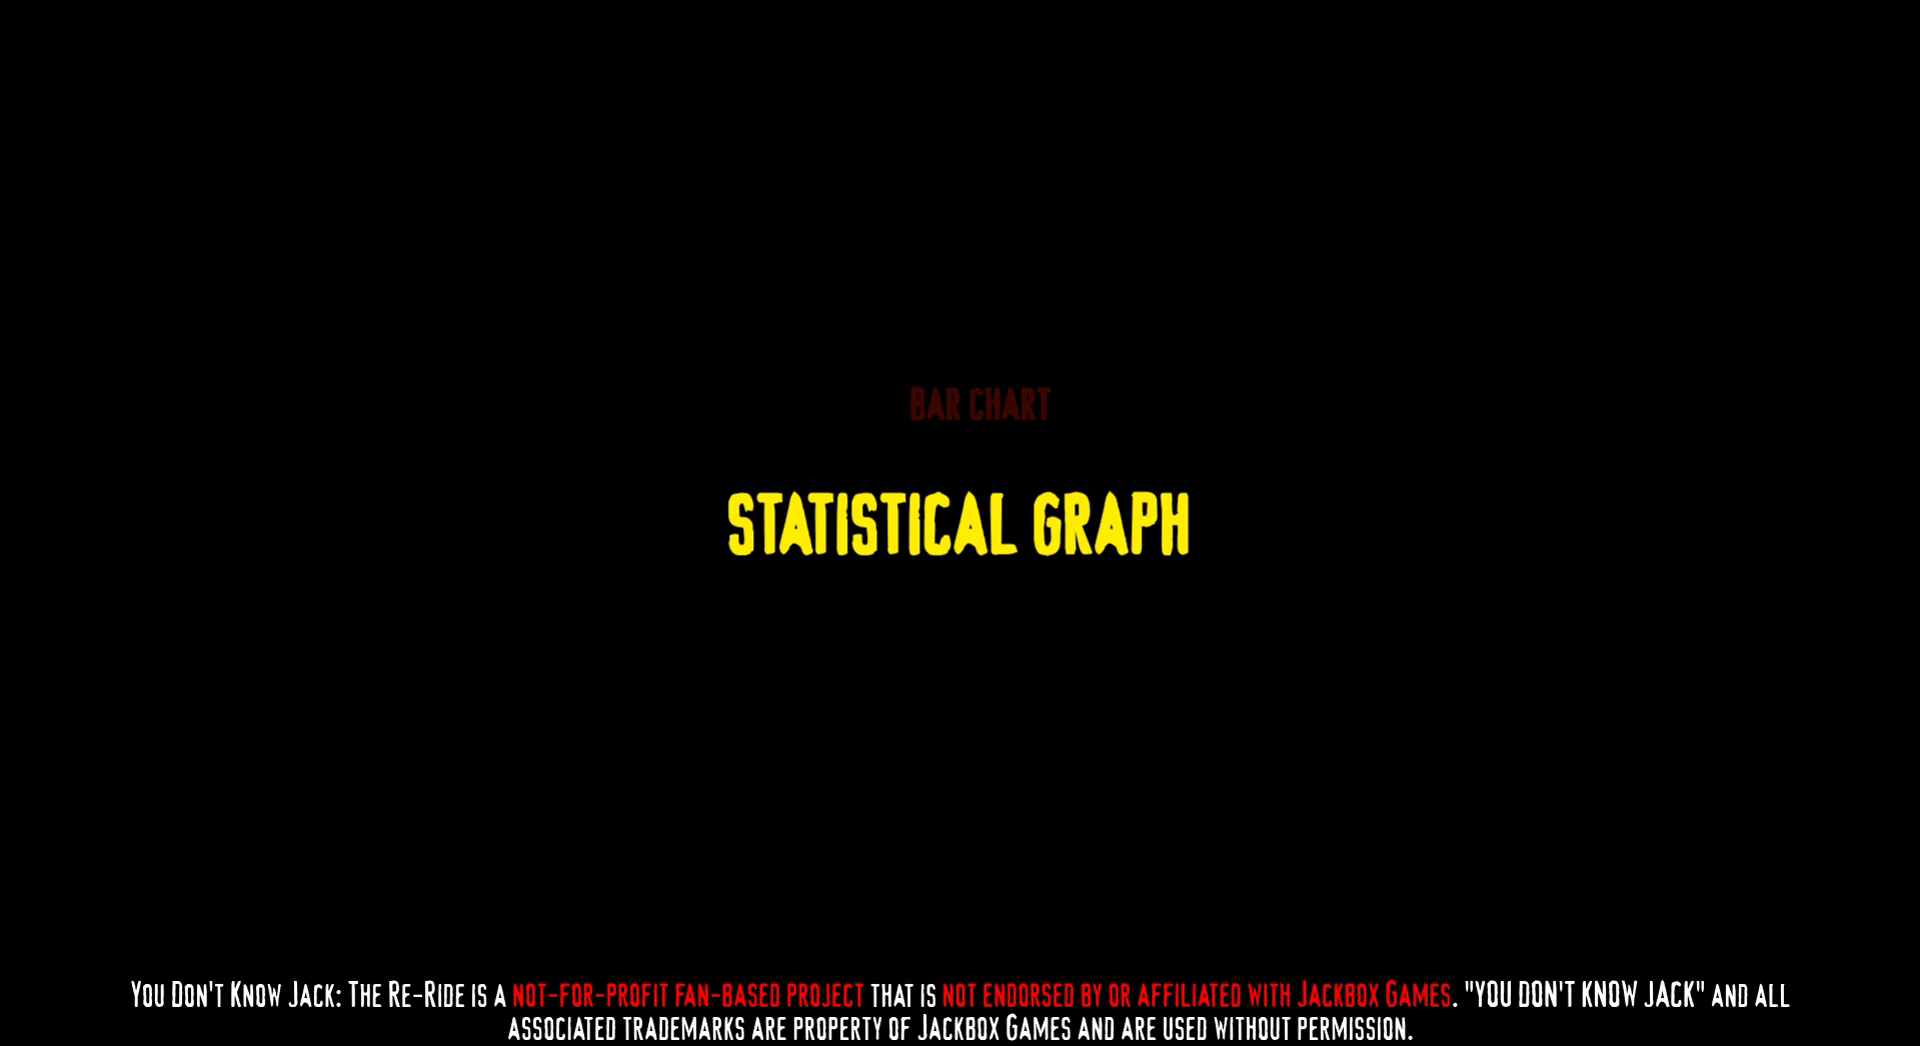 BAR CHART
STATISTICAL GRAPH
You Don't Know Jack: The Re-Ride is a not-for-profit fan-based project that is not endorsed by or affiliated with Jackbox Games. "YOU DON'T KNOW JACK" and all
associated trademarks are property of Jackbox Games and are used without permission.